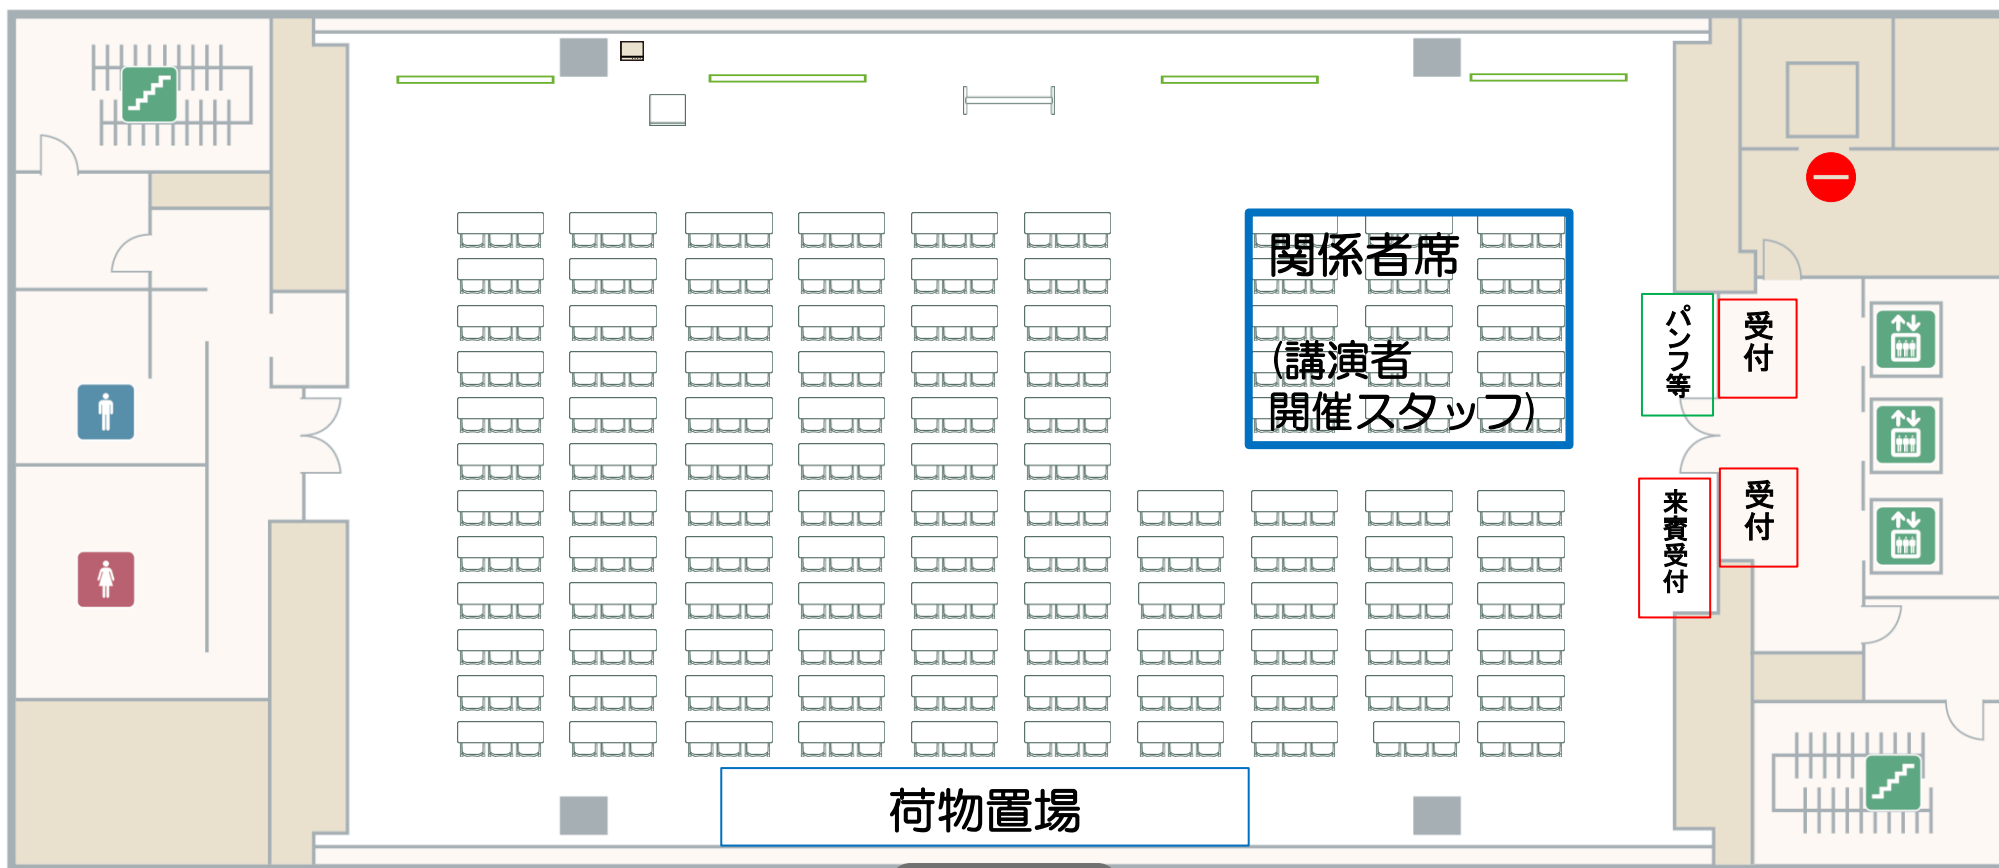 関係者席
(講演者
開催スタッフ)
パンフ等
受付
来賓受付
受付
荷物置場